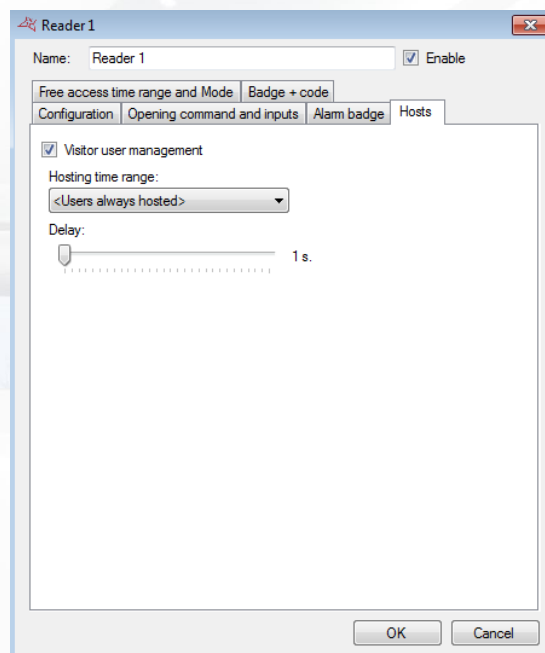 Reader 1
Name: Reader 1 Enable
Free access time range and Mode Badge + code
Configuration Opening command and inputs Alarm badge Hosts
Visitor user management
Hosting time range:
<Users always hosted>
Delay:
1 s.
OK Cancel